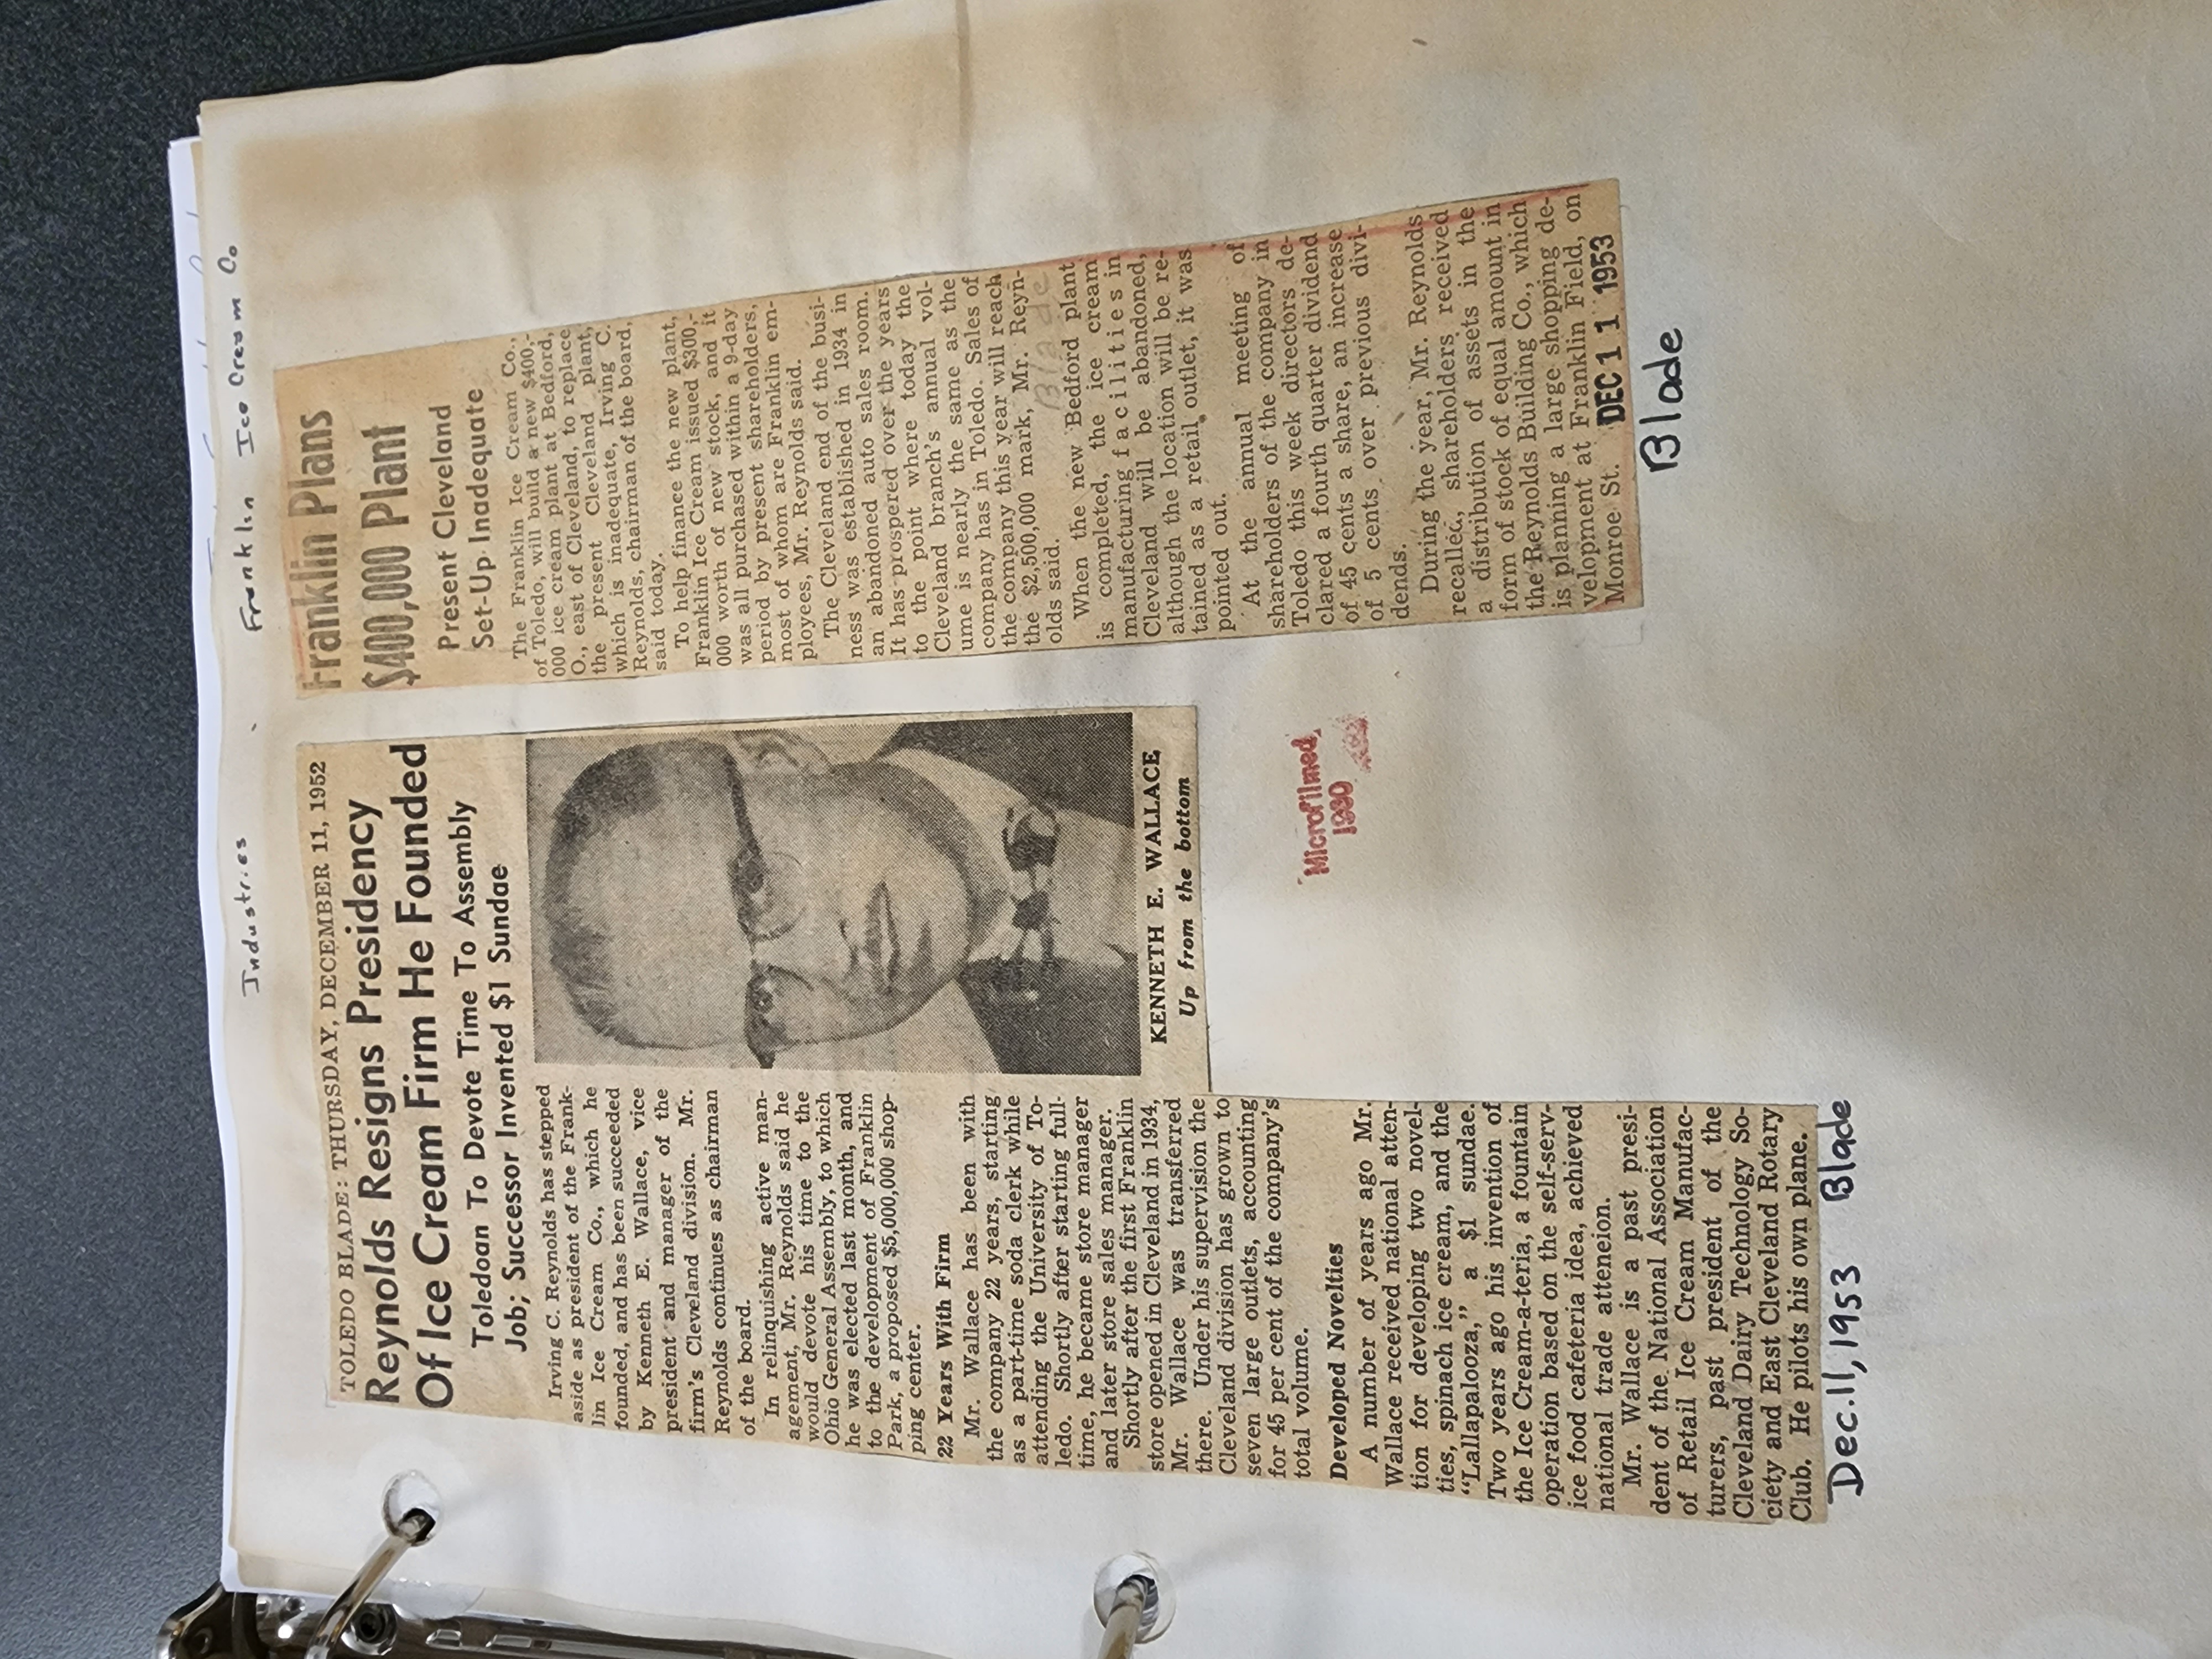 Industries - Franklin Ice Cream Co
TOLEDO BLADE: THURSDAY, DECEMBER 11, 1952
Reynolds Resigns Presidency
Of Ice Cream Firm He Founded
Toledoan To Devote Time To Assembly
Job; Successor Invented $1 Sundae
Irving C. Reynolds has stepped
aside as president of the Frank-
lin Ice Cream Co., which he
founded, and has been succeeded
by Kenneth E. Wallace, vice
president and manager of the
firm's Cleveland division. Mr.
Reynolds continues as chairman
of the board.
In relinquishing active man-
agement, Mr. Reynolds said he
would devote his time to the
Ohio General Assembly, to which
he was elected last month, and
to the development of Franklin
Park, a proposed $5,000,000 shop-
ping center.
22 Years With Firm
Mr. Wallace has been with
the company 22 years, starting
as a part-time soda clerk while
attending the University of To-
ledo. Shortly after starting full-
time, he became store manager
and later store sales manager.
Shortly after the first Franklin
store opened in Cleveland in 1934,
Mr. Wallace was transferred
there. Under his supervision the
Cleveland division has grown to
seven large outlets, accounting
for 45 per cent of the company's
total volume.
Developed Novelties
A number of years ago Mr.
Wallace received national atten-
tion for developing two novel-
ties, spinach ice cream, and the
"Lallapalooza," a $1 sundae.
Two years ago his invention of
the Ice Cream-a-teria, a fountain
operation based on the self-serv-
ice food cafeteria idea, achieved
national trade atteneion.
Mr. Wallace is a past presi-
dent of the National Association
of Retail Ice Cream Manufac-
turers, past president of the
Cleveland Dairy Technology So-
ciety and East Cleveland Rotary
Club. He pilots his own plane.
Dec.11, 1953 Blade
KENNETH E. WALLACE
Up from the bottom
Microfilmed
1990
Franklin Plans
$400,000 Plant
Present Cleveland
Set-Up Inadequate
The Franklin Ice Cream Co.,
of Toledo, will build a new $400,-
000 ice cream plant at Bedford,
O., east of Cleveland, to replace
the present Cleveland plant,
which is inadequate, Irving C.
Reynolds, chairman of the board,
said today.
To help finance the new plant,
Franklin Ice Cream issued $300,-
000 worth of new stock, and it
was all purchased within a 9-day
period by present shareholders,
most of whom are Franklin em-
ployees, Mr. Reynolds said.
The Cleveland end of the busi-
ness was established in 1934 in
an abandoned auto sales room.
It has prospered over the years
to the point where today the
Cleveland branch's annual vol-
ume is nearly the same as the
company has in Toledo. Sales of
the company this year will reach
the $2,500,000 mark, Mr. Reyn-
olds said.
Blade
When the new Bedford plant
is completed, the ice cream
manufacturing facilities in
Cleveland will be abandoned,
although the location will be re-
tained as a retail outlet, it was
pointed out.
At the annual meeting of
shareholders of the company in
Toledo this week directors de-
clared a fourth quarter dividend
of 45 cents a share, an increase
of 5 cents over previous divi-
dends.
During the year, Mr. Reynolds
recalled, shareholders received
a distribution of assets in the
form of stock of equal amount in
the Reynolds Building Co., which
is planning a large shopping de-
velopment at Franklin Field, on
Monroe St.
DEC 11 1953
Blade